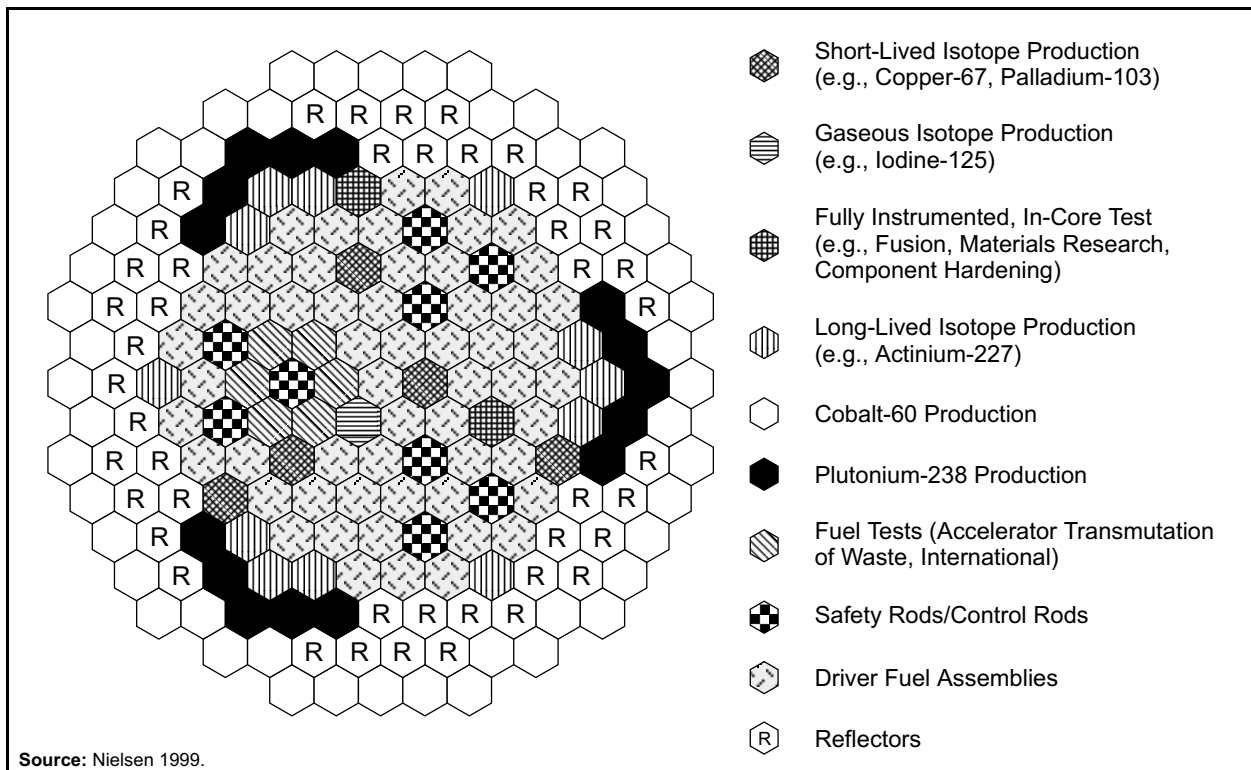 R R R R
R R R R
R R R
R R R
R R R R
R R R
R
R
R
R R R
R R R R
R R R
R R R
R R R R
R R R R
Short-Lived Isotope Production
(e.g., Copper-67, Palladium-103)
Gaseous Isotope Production
(e.g., Iodine-125)
Fully Instrumented, In-Core Test
(e.g., Fusion, Materials Research,
Component Hardening)
Long-Lived Isotope Production
(e.g., Actinium-227)
Cobalt-60 Production
Plutonium-238 Production
Fuel Tests (Accelerator Transmutation
of Waste, International)
Safety Rods/Control Rods
Driver Fuel Assemblies
R Reflectors
Source: Nielsen 1999.